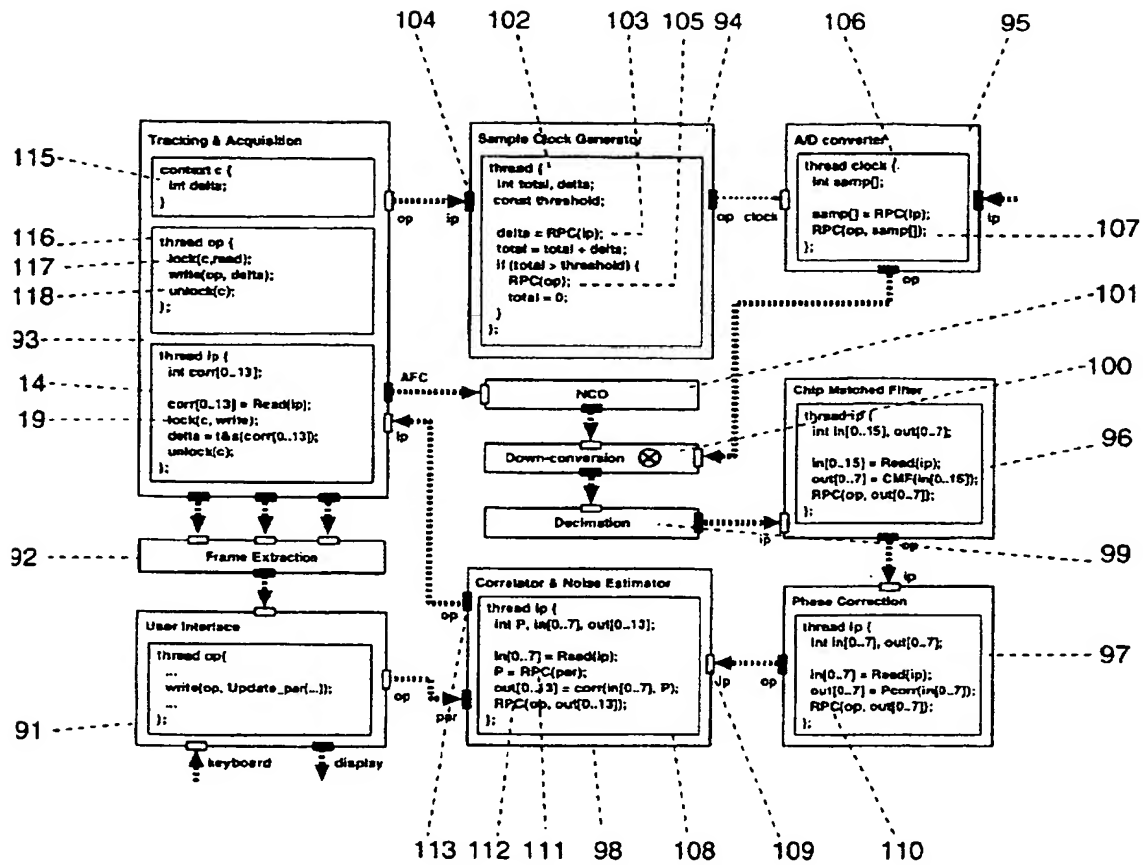 104 102 103 94 106 95
105
Tracking & Acquisition
context c {
int delta;
}
thread op {
lock(c,read);
write(op, delta);
unlock(c);
};
thread ip {
int corr[0..13];
corr[0..13] = Read(ip);
lock(c, write);
delta = t&a(corr[0..13]);
unlock(c);
};
115
116
117
118
93
14
19
92
91
op ip
Sample Clock Generator
thread {
int total, delta;
const threshold;
delta = RPC(ip);
total = total + delta;
if (total > threshold) {
RPC(op);
total = 0;
}
};
op clock
A/D converter
thread clock {
int samp[];
samp[] = RPC(ip);
RPC(op, samp[]);
};
ip
op
107
101
100
96
99
97
AFC
ip
NCO
Down-conversion
Decimation
ip
Chip Matched Filter
thread ip {
int in[0..15], out[0..7];
in[0..15] = Read(ip);
out[0..7] = CMF(in[0..15]);
RPC(op, out[0..7]);
};
op
ip
Frame Extraction
User Interface
thread op{
...
write(op, Update_par(...));
...
};
keyboard display
op
par
op
Correlator & Noise Estimator
thread ip {
int P, in[0..7], out[0..13];
in[0..7] = Read(ip);
P = RPC(par);
out[0..13] = corr(in[0..7], P);
RPC(op, out[0..13]);
};
ip op
Phase Correction
thread ip {
int in[0..7], out[0..7];
in[0..7] = Read(ip);
out[0..7] = Pcorr(in[0..7]);
RPC(op, out[0..7]);
};
113 112 111 98 108 109 110